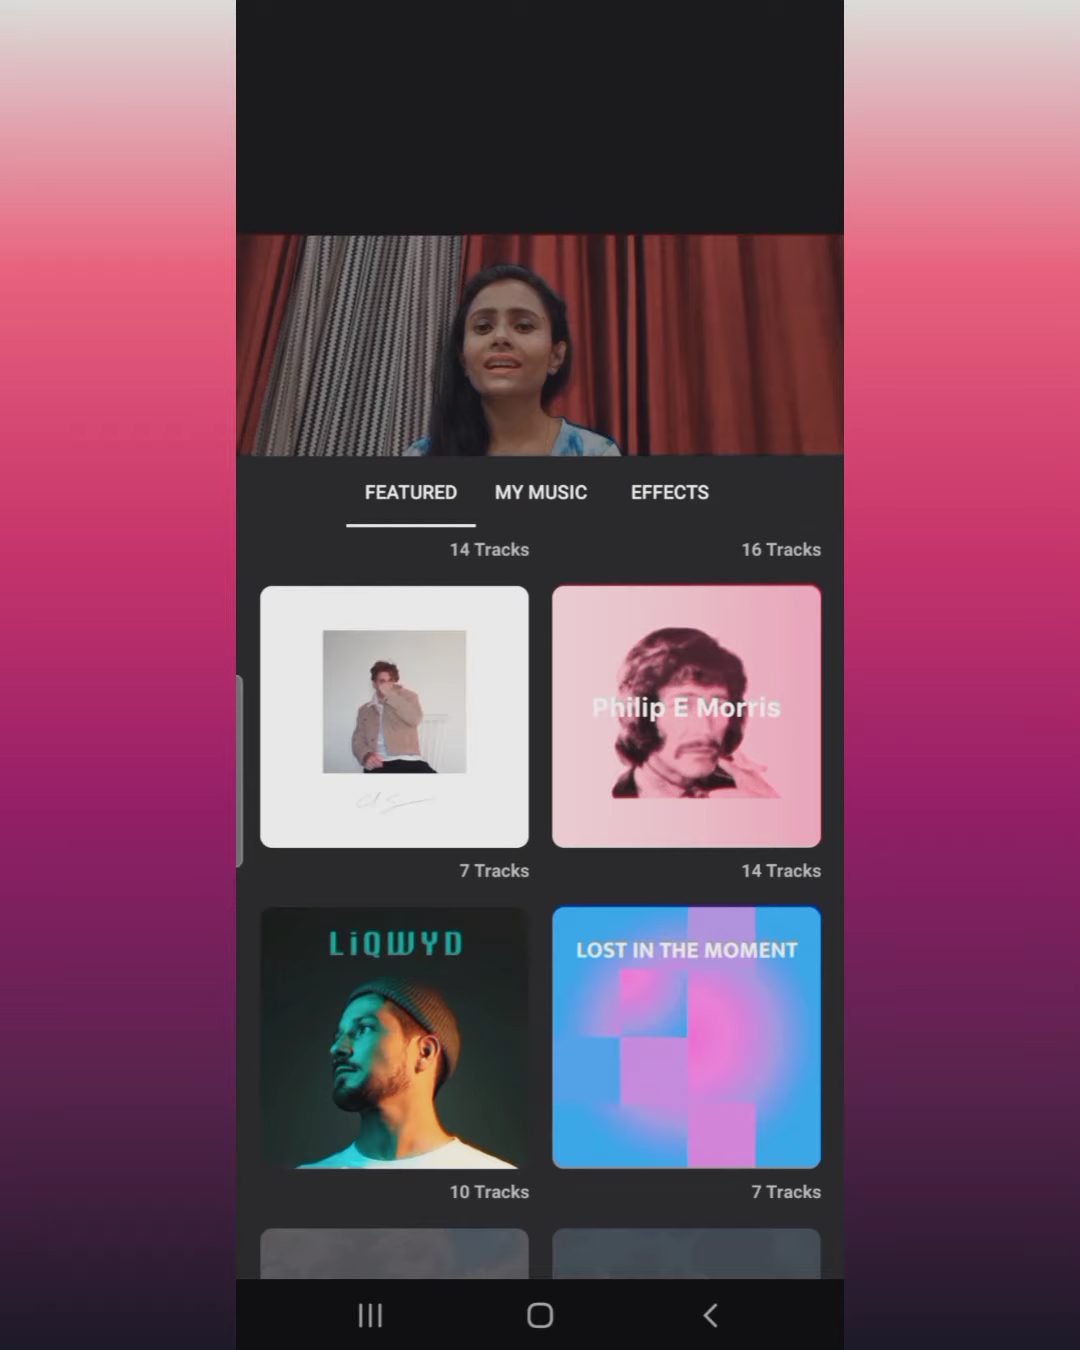 FEATURED MY MUSIC EFFECTS
14 Tracks 16 Tracks
Philip E Morris
7 Tracks 14 Tracks
LiQWYD
LOST IN THE MOMENT
10 Tracks 7 Tracks